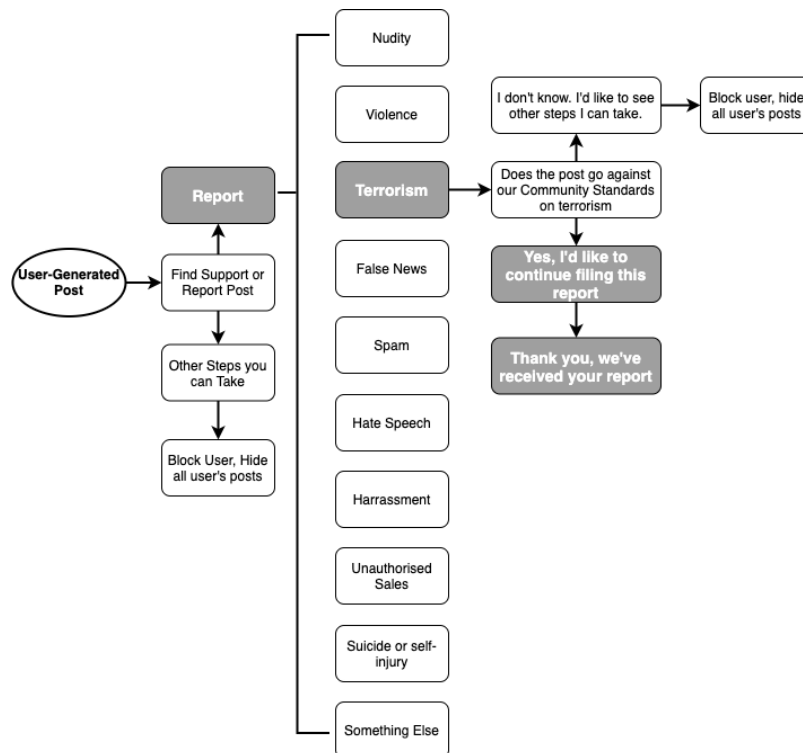 User-Generated
Post
Find Support or
Report Post
Report
Other Steps you
can Take
Block User, Hide
all user's posts
Nudity
Violence
Terrorism
False News
Spam
Hate Speech
Harrassment
Unauthorised
Sales
Suicide or self-
injury
Something Else
Does the post go against
our Community Standards
on terrorism
I don't know. I'd like to see
other steps I can take.
Block user, hide
all user's posts
Yes, I'd like to
continue filing this
report
Thank you, we've
received your report